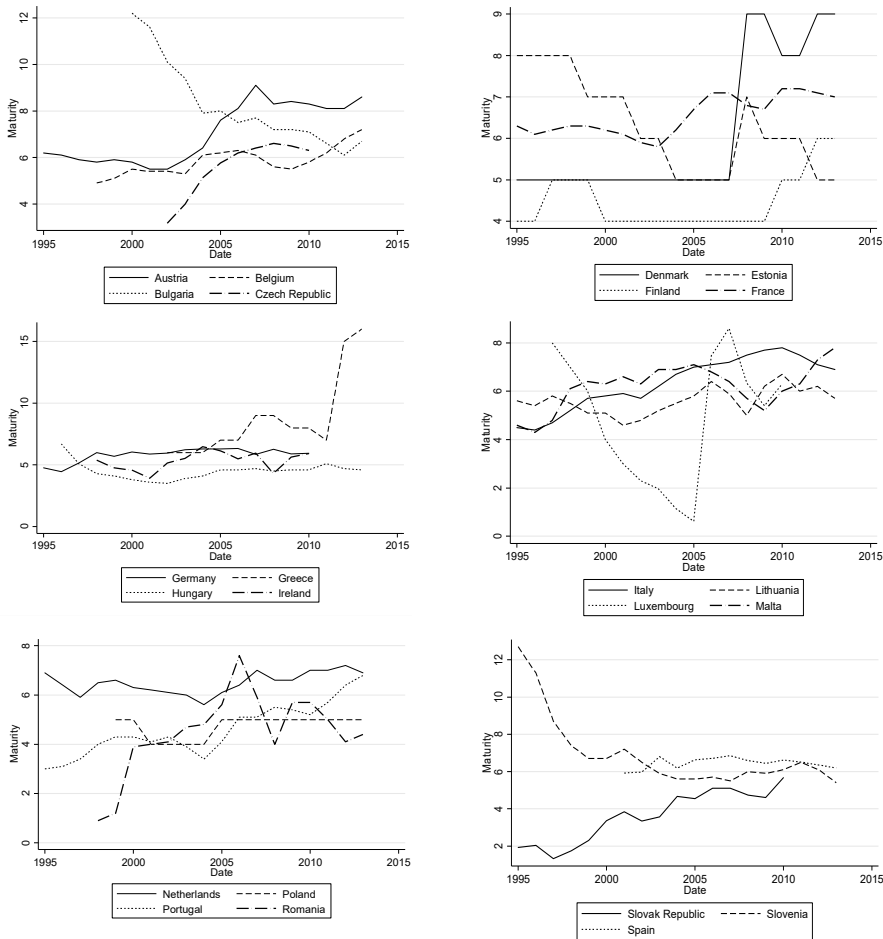 12
10
8
6
4
Maturity
1995 2000 2005 2010 2015
Date
Austria Belgium
Bulgaria Czech Republic
9
8
7
6
5
4
Maturity
1995 2000 2005 2010 2015
Date
Denmark Estonia
Finland France
15
10
5
0
Maturity
1995 2000 2005 2010 2015
Date
Germany Greece
Hungary Ireland
8
6
4
2
0
Maturity
1995 2000 2005 2010 2015
Date
Italy Lithuania
Luxembourg Malta
8
6
4
2
0
Maturity
1995 2000 2005 2010 2015
Date
Netherlands Poland
Portugal Romania
12
10
8
6
4
2
Maturity
1995 2000 2005 2010 2015
Date
Slovak Republic Slovenia
Spain